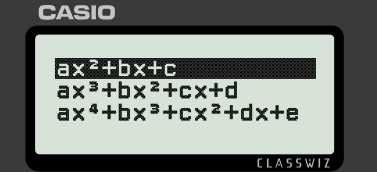 CASIO
ax²+bx+c
ax³+bx²+cx+d
ax⁴+bx³+cx²+dx+e
CLASSWIZ